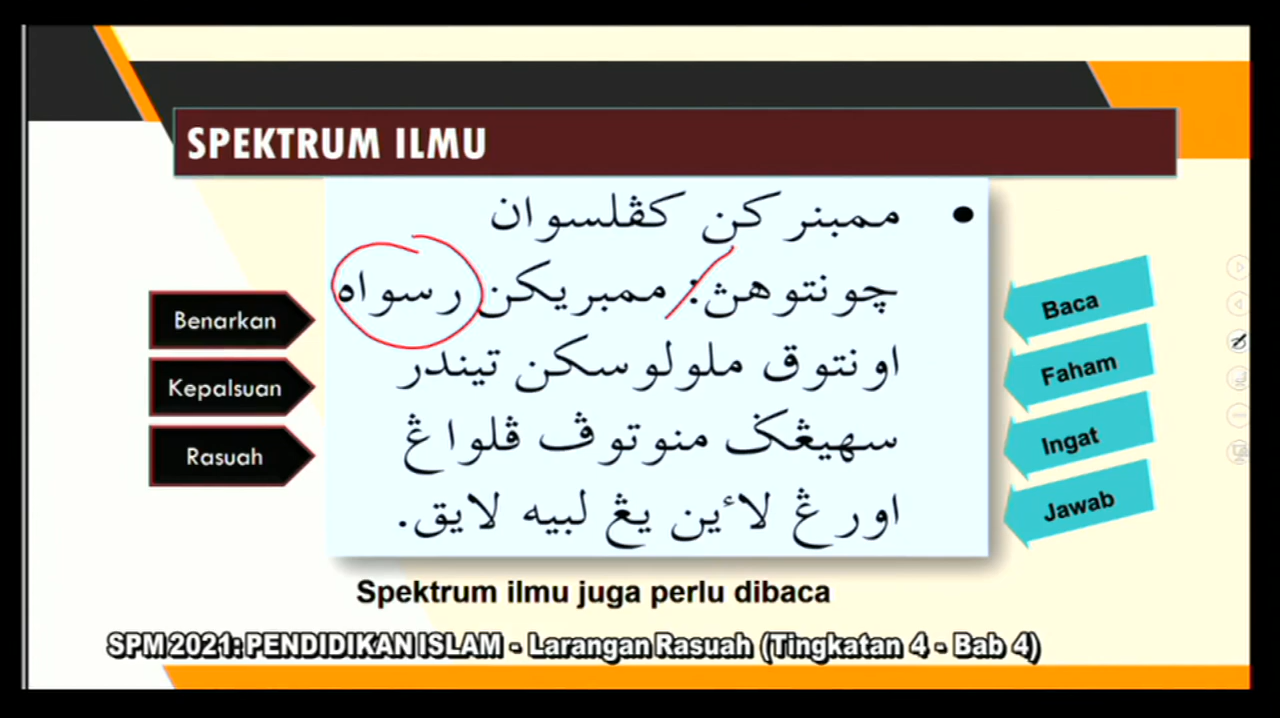 SPEKTRUM ILMU
ممبنركن كڤلسوان
چونتوهڽ: ممبريكن رسواه
اونتوق ملولوسكن تيندر
سهيڠݢ منوتوڤ ڤلواڠ
اورڠ لاءين يڠ لبيه لايق.
Benarkan
Kepalsuan
Rasuah
Baca
Faham
Ingat
Jawab
Spektrum ilmu juga perlu dibaca
SPM 2021: PENDIDIKAN ISLAM - Larangan Rasuah (Tingkatan 4 - Bab 4)